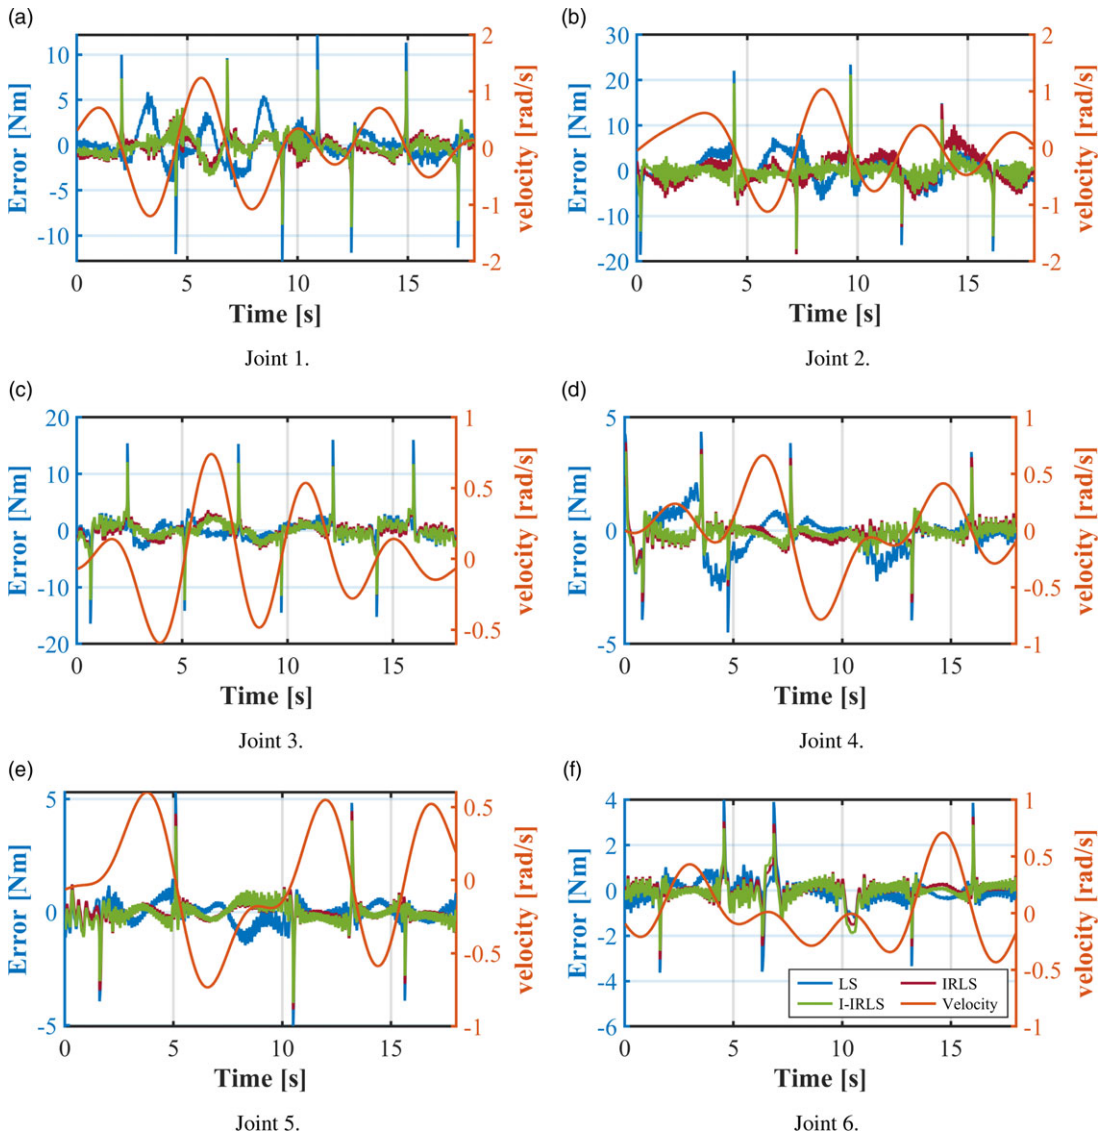 (a)
Error [Nm]
10
5
0
-5
-10
velocity [rad/s]
2
1
0
-1
-2
0 5 10 15
Time [s]
Joint 1.
(b)
Error [Nm]
30
20
10
0
-10
-20
velocity [rad/s]
2
1
0
-1
-2
0 5 10 15
Time [s]
Joint 2.
(c)
Error [Nm]
20
10
0
-10
-20
velocity [rad/s]
1
0.5
0
-0.5
0 5 10 15
Time [s]
Joint 3.
(d)
Error [Nm]
5
0
-5
velocity [rad/s]
1
0.5
0
-0.5
-1
0 5 10 15
Time [s]
Joint 4.
(e)
Error [Nm]
5
0
-5
velocity [rad/s]
0.5
0
-0.5
-1
0 5 10 15
Time [s]
Joint 5.
(f)
Error [Nm]
4
2
0
-2
-4
-6
velocity [rad/s]
1
0.5
0
-0.5
-1
LS IRLS
I-IRLS Velocity
0 5 10 15
Time [s]
Joint 6.